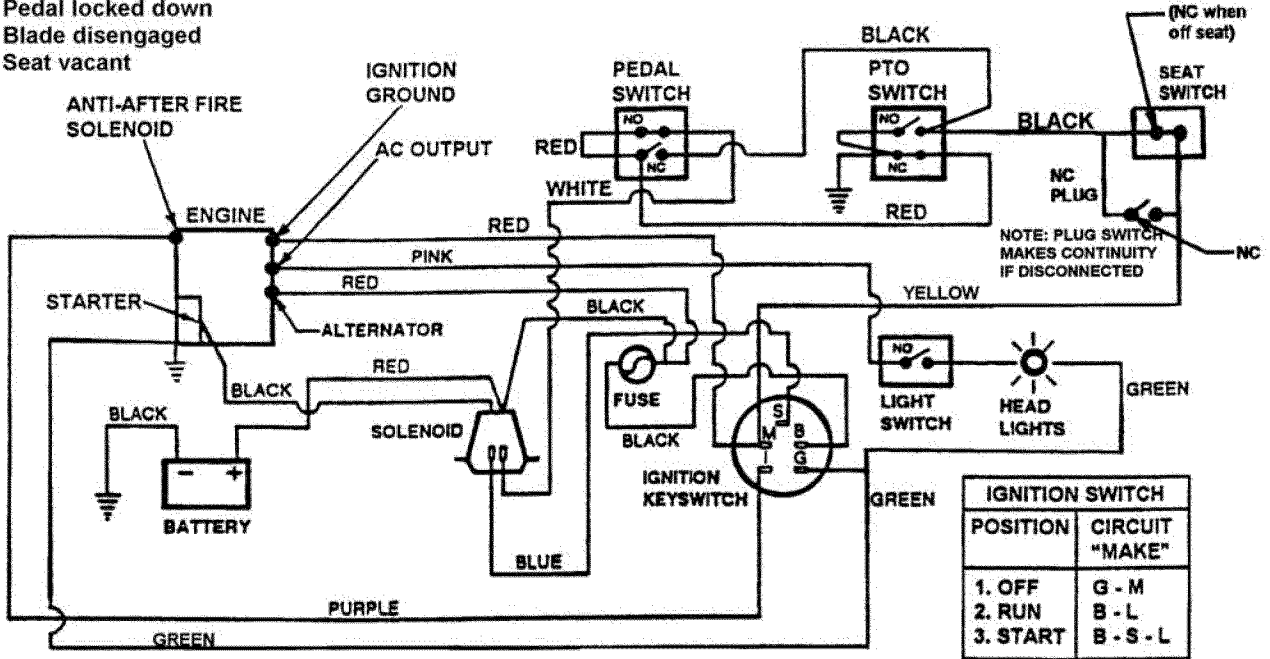 Pedal locked down
Blade disengaged
Seat vacant
(NC when
off seat)
BLACK
IGNITION
GROUND
PEDAL
SWITCH
PTO
SWITCH
SEAT
SWITCH
ANTI-AFTER FIRE
SOLENOID
NO
NO
BLACK
AC OUTPUT
RED
NC
NC
NC
PLUG
WHITE
RED
ENGINE
RED
NOTE: PLUG SWITCH
MAKES CONTINUITY
IF DISCONNECTED
NC
PINK
RED
YELLOW
STARTER
BLACK
ALTERNATOR
NO
RED
BLACK
FUSE
LIGHT
SWITCH
HEAD
LIGHTS
GREEN
BLACK
SOLENOID
BLACK
S
M
B
I
G
IGNITION
KEYSWITCH
GREEN
BATTERY
BLUE
IGNITION SWITCH
POSITION
CIRCUIT
"MAKE"
1. OFF G - M
2. RUN B - L
3. START B - S - L
PURPLE
GREEN